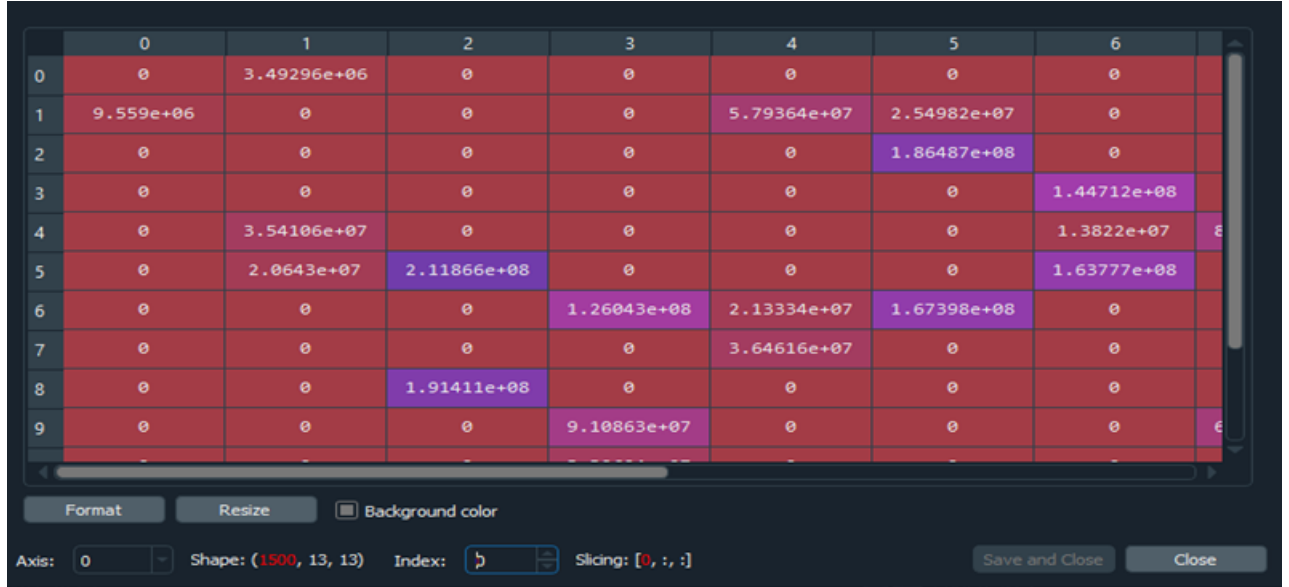 0 1 2 3 4 5 6
0 0 3.49296e+06 0 0 0 0 0
1 9.559e+06 0 0 0 5.79364e+07 2.54982e+07 0
2 0 0 0 0 0 1.86487e+08 0
3 0 0 0 0 0 0 1.44712e+08
4 0 3.54106e+07 0 0 0 0 1.3822e+07
5 0 2.0643e+07 2.11866e+08 0 0 0 1.63777e+08
6 0 0 0 1.26043e+08 2.13334e+07 1.67398e+08 0
7 0 0 0 0 3.64616e+07 0 0
8 0 0 1.91411e+08 0 0 0 0
9 0 0 0 9.10863e+07 0 0 0
Format Resize Background color
Axis: 0 Shape: (1500, 13, 13) Index: Slicing: [0, :, :] Save and Close Close